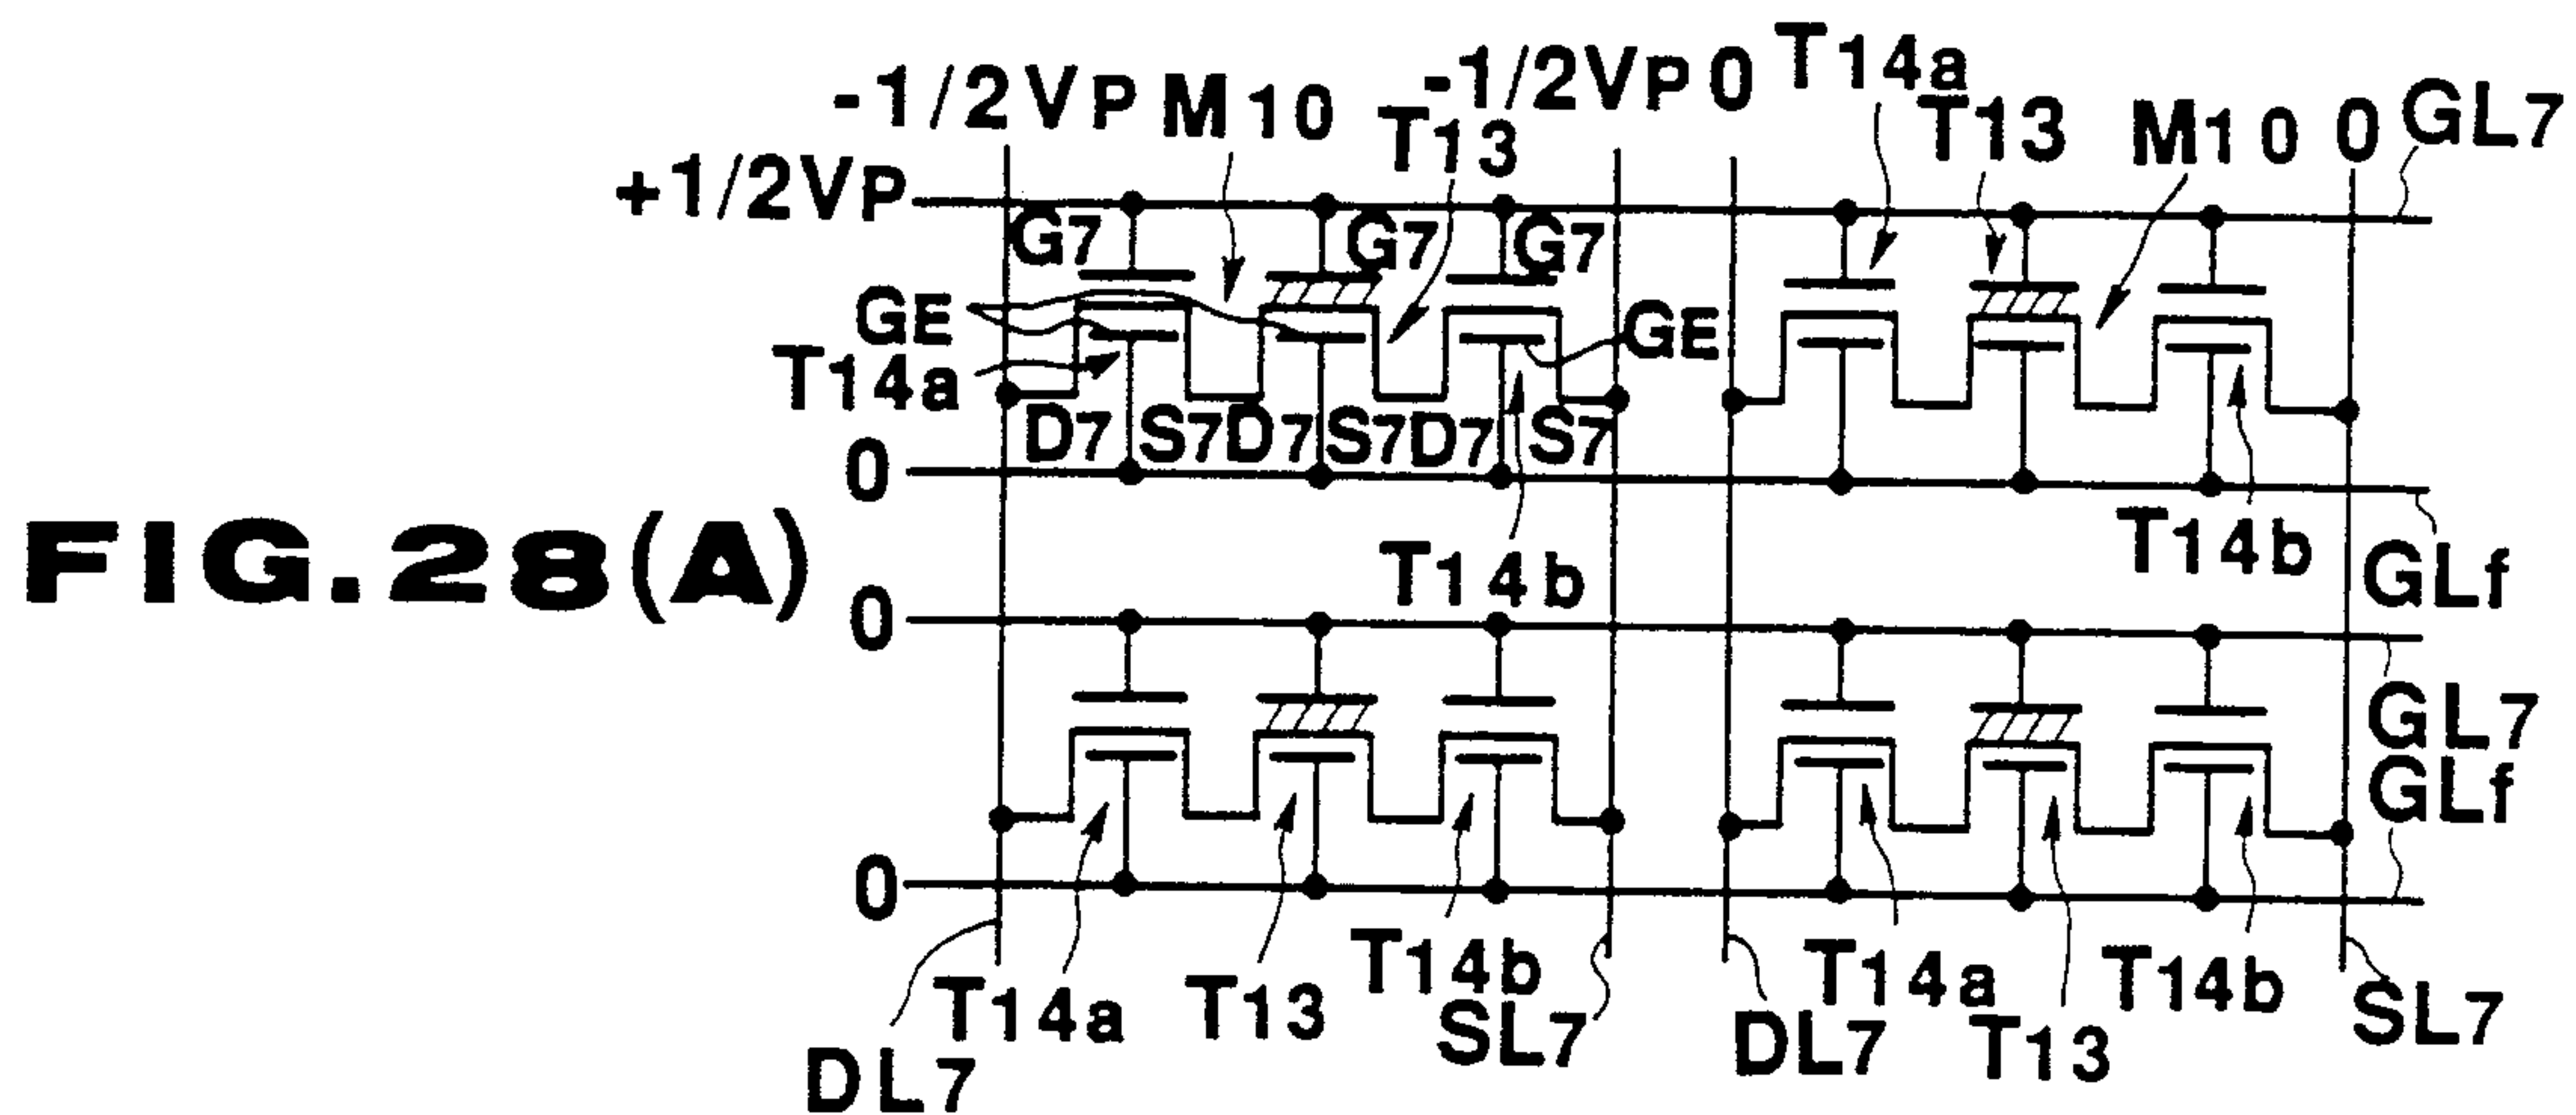 -1/2VP M10 T13 -1/2VP 0 T14a T13 M10 0 GL7
+1/2VP
G7 G7 G7
GE GE
T14a
D7 S7 D7 S7 D7 S7
0
T14b T14b GLf
FIG.28(A)
0
GL7
GLf
0
T14a T13 T14b T14a T13 T14b
DL7 SL7 DL7 SL7